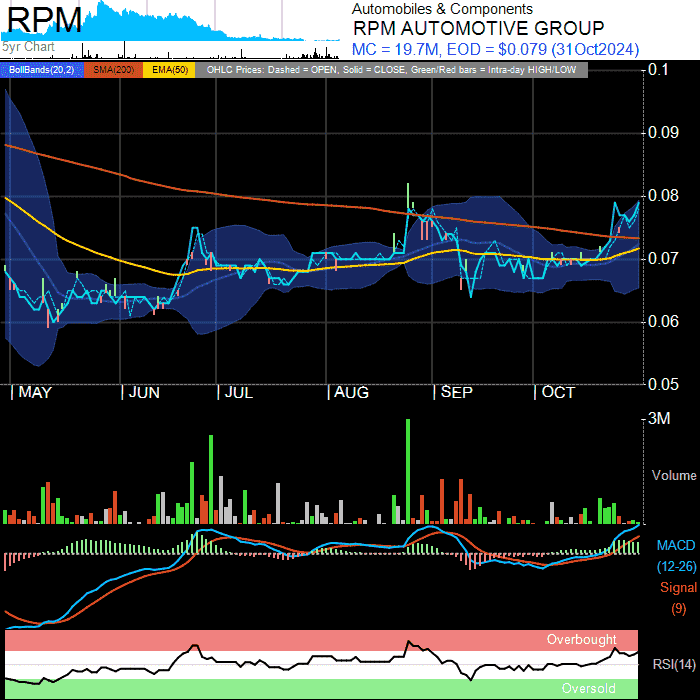 RPM
5yr Chart
Automobiles & Components
RPM AUTOMOTIVE GROUP
MC = 19.7M, EOD = $0.079 (31Oct2024)
BollBands(20,2) SMA(200) EMA(50) OHLC Prices: Dashed = OPEN, Solid = CLOSE, Green/Red bars = Intra-day HIGH/LOW
0.1
0.09
0.08
0.07
0.06
0.05
MAY JUN JUL AUG SEP OCT
3M
Volume
MACD
(12-26)
Signal
(9)
Overbought
RSI(14)
Oversold